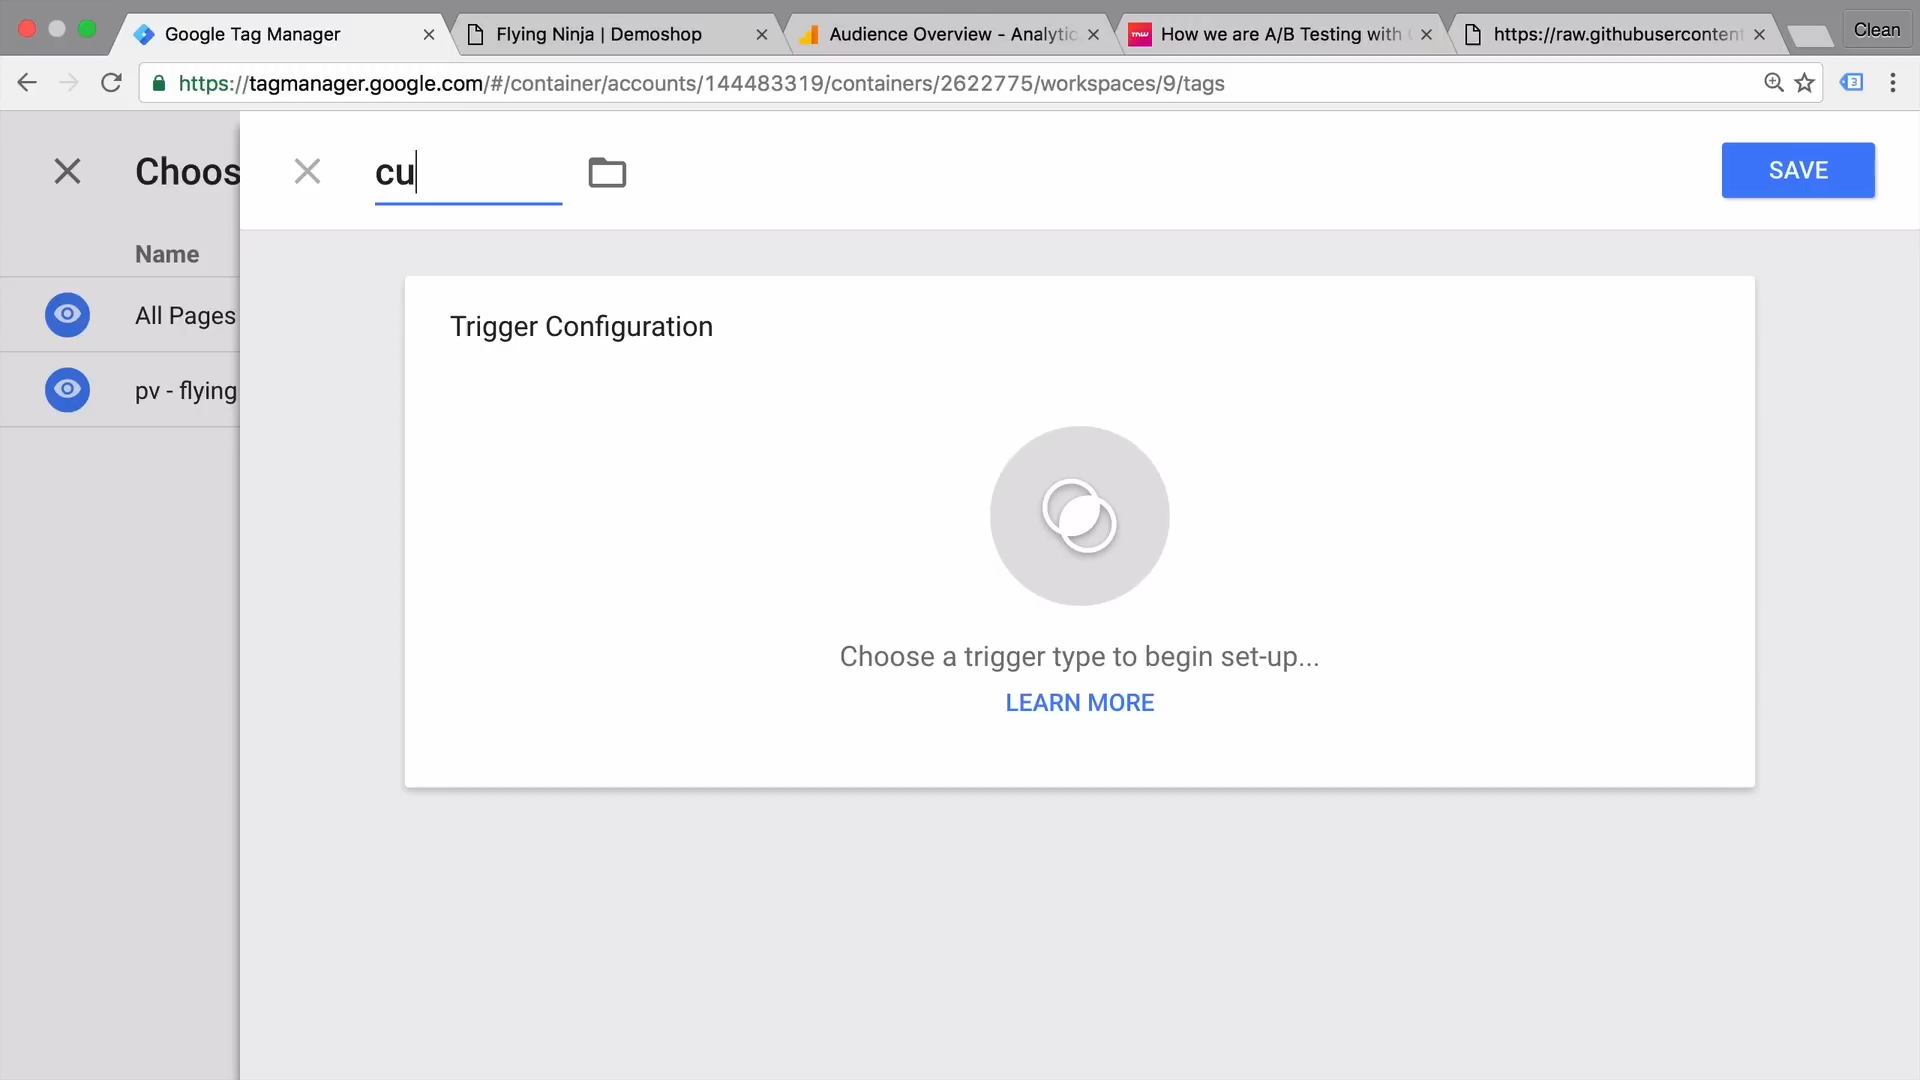 Google Tag Manager
Flying Ninja | Demoshop
Audience Overview - Analytic
How we are A/B Testing with
https://raw.githubusercontent
Clean
https://tagmanager.google.com/#/container/accounts/144483319/containers/2622775/workspaces/9/tags
3
Choos
cu
SAVE
Name
All Pages
pv - flying
Trigger Configuration
Choose a trigger type to begin set-up...
LEARN MORE